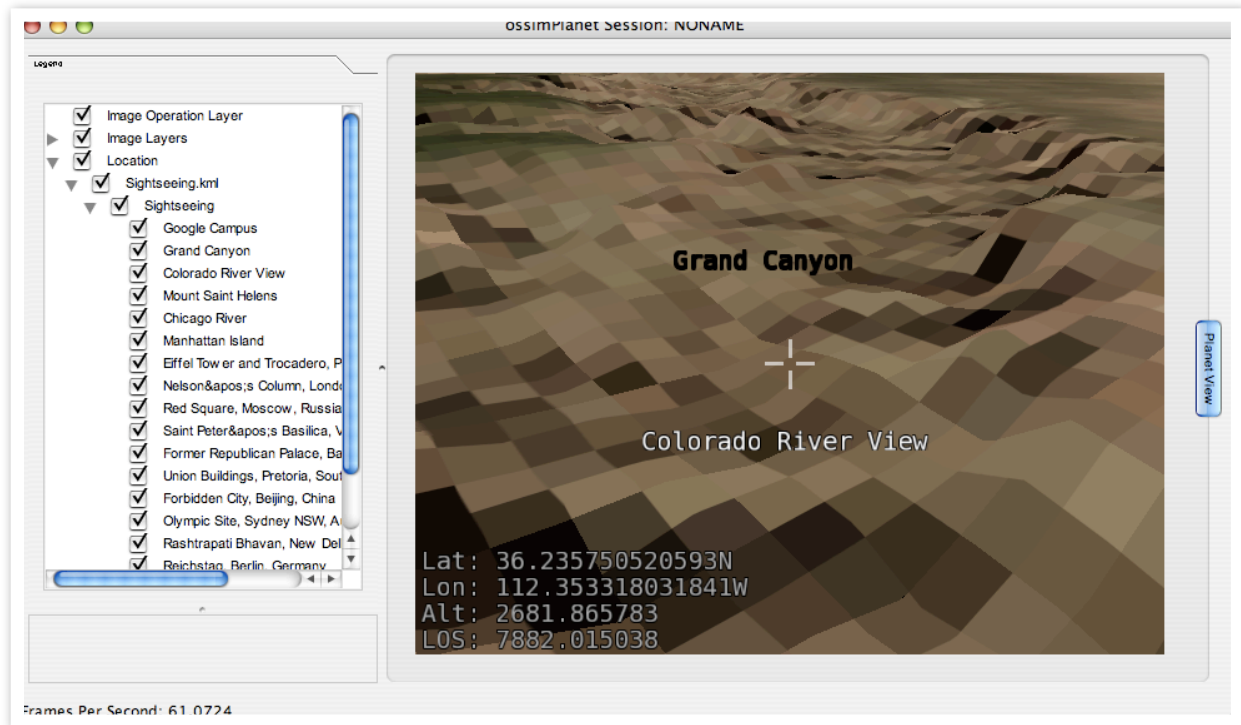 ossimPlanet Session: NONAME
Legend
Image Operation Layer
Image Layers
Location
Sightseeing.kml
Sightseeing
Google Campus
Grand Canyon
Colorado River View
Mount Saint Helens
Chicago River
Manhattan Island
Eiffel Tower and Trocadero, P
Nelson&apos;s Column, Londo
Red Square, Moscow, Russia
Saint Peter&apos;s Basilica, V
Former Republican Palace, Ba
Union Buildings, Pretoria, Sout
Forbidden City, Beijing, China
Olympic Site, Sydney NSW, Au
Rashtrapati Bhavan, New Del
Reichstag, Berlin, Germany
Grand Canyon
Colorado River View
Lat: 36.235750520593N
Lon: 112.353318031841W
Alt: 2681.865783
LOS: 7882.015038
Planet View
Frames Per Second: 61.0724